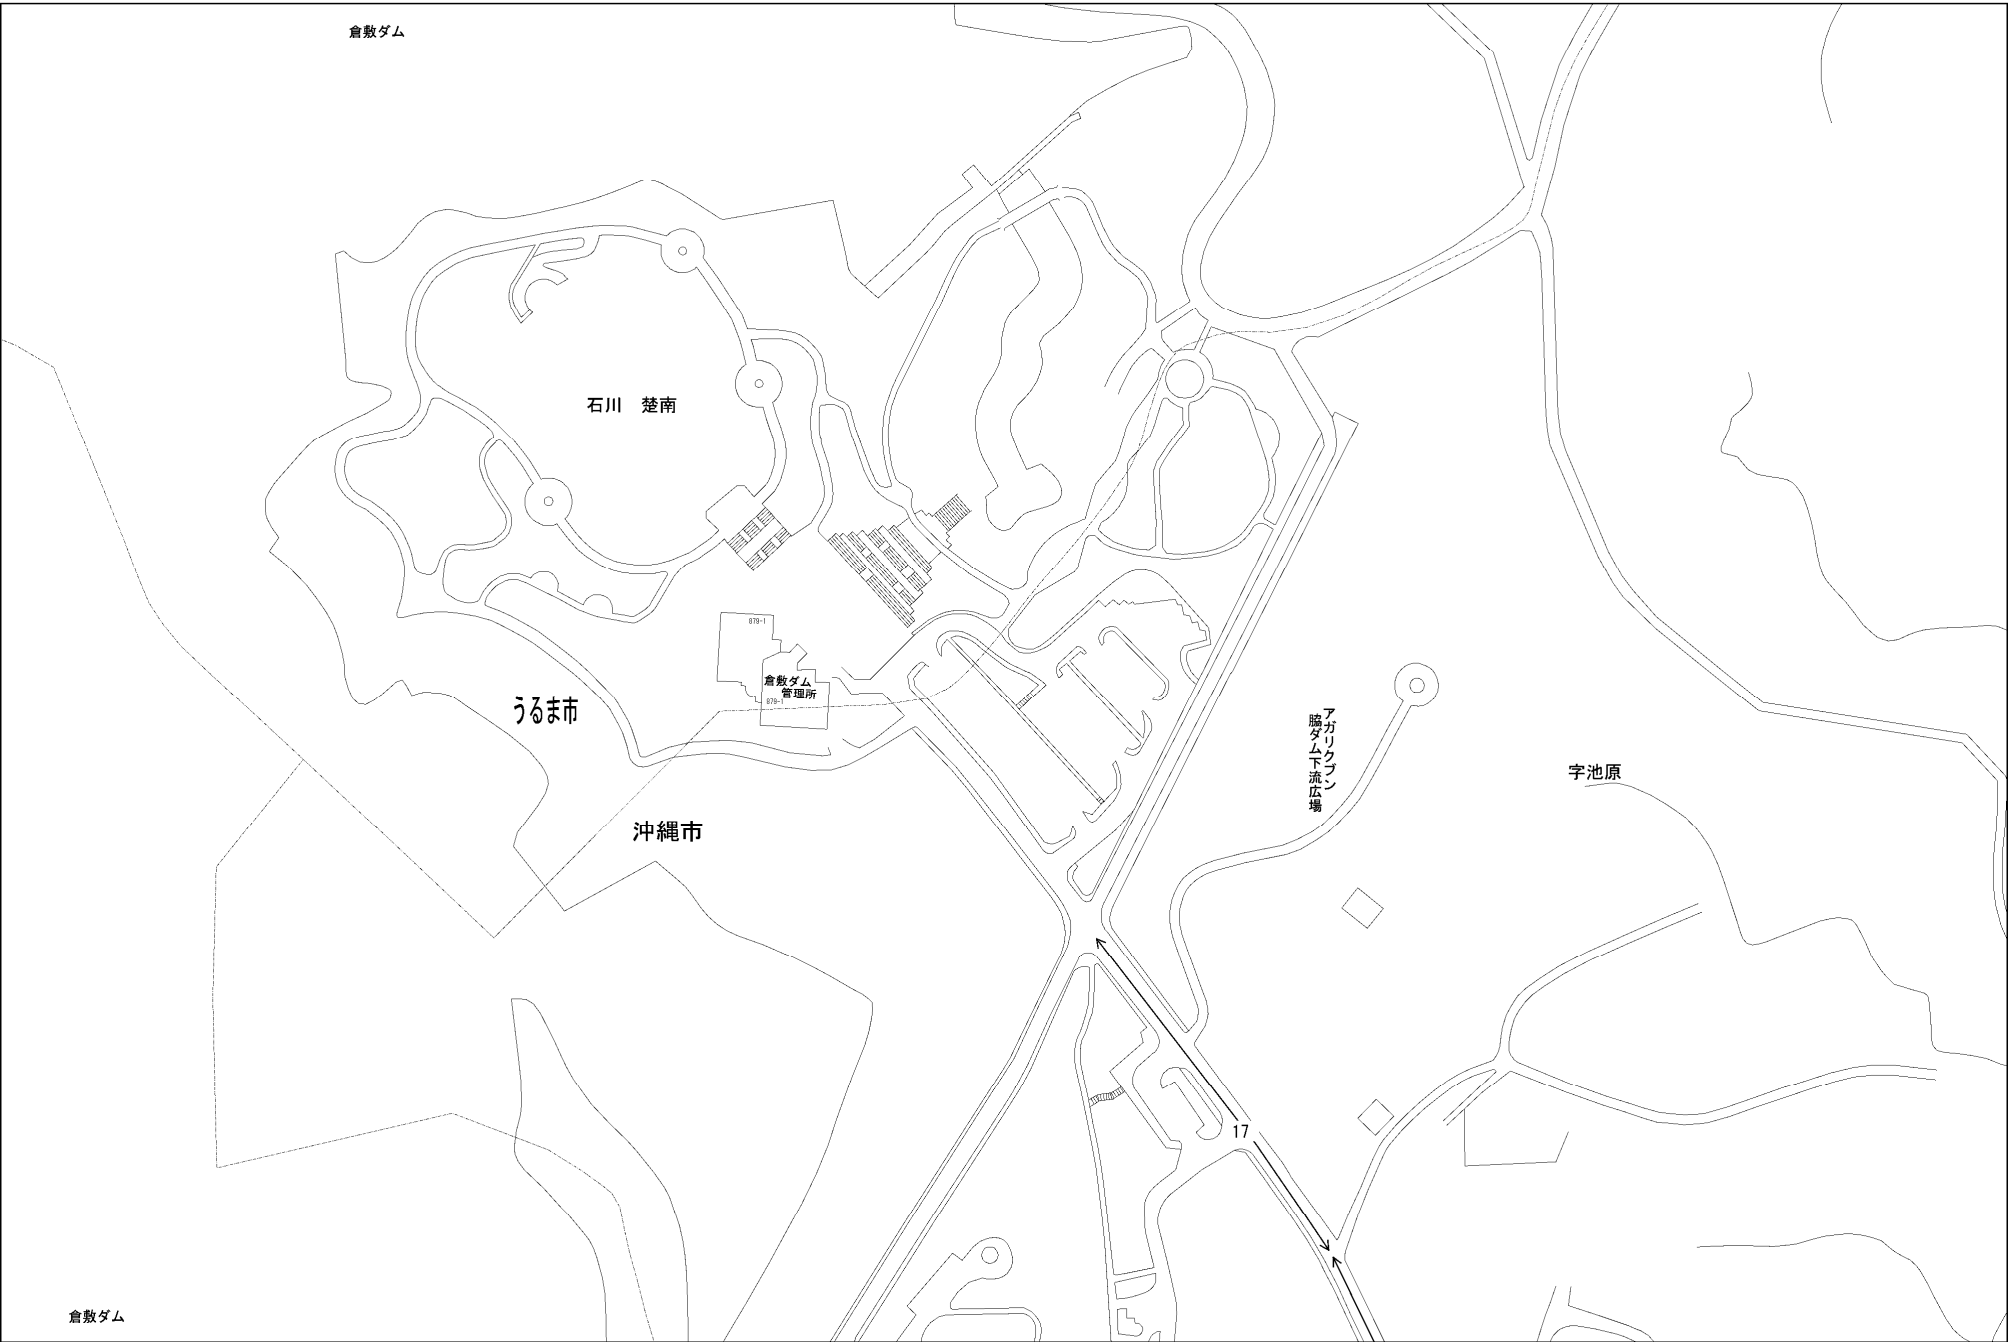 倉敷ダム
石川 楚南
879-1
倉敷ダム
管理所
879-1
うるま市
アガリクブン
脇ダム下流広場
字池原
沖縄市
17
倉敷ダム